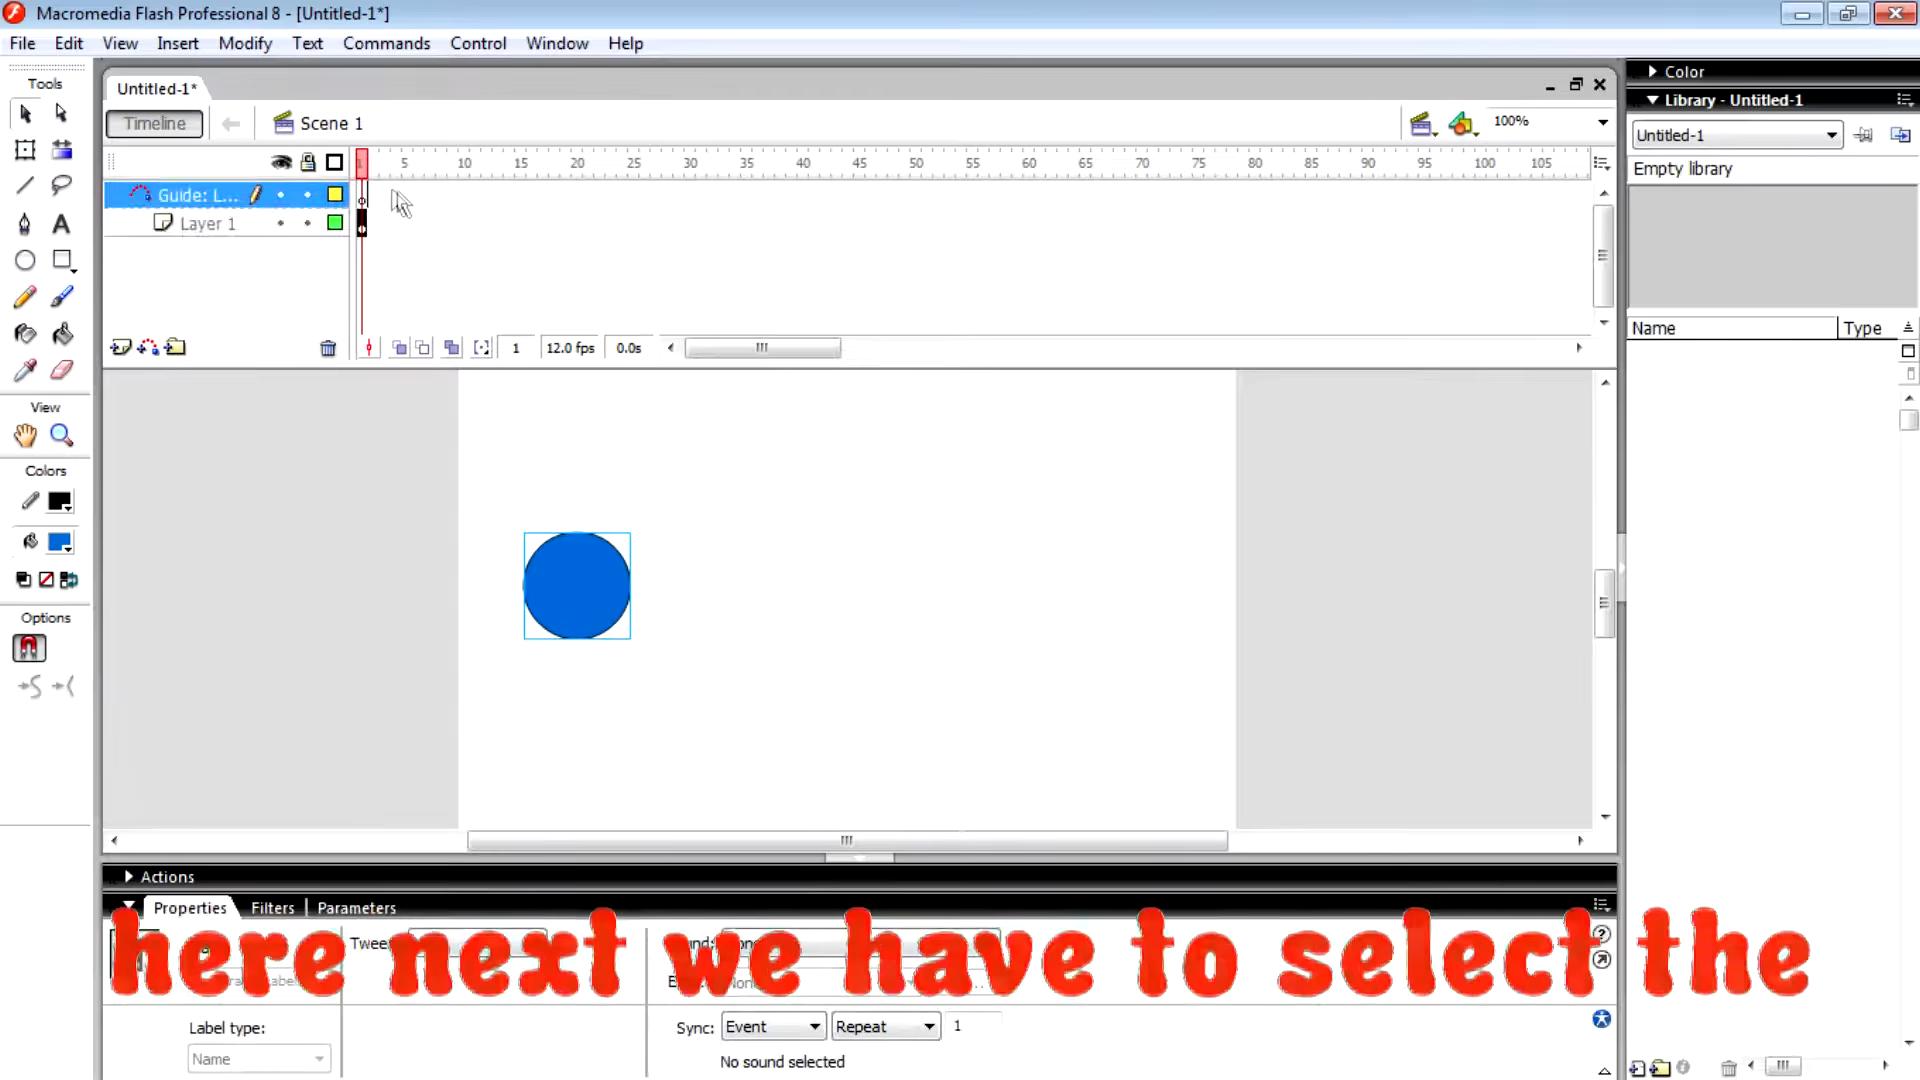 Macromedia Flash Professional 8 - [Untitled-1*]
File Edit View Insert Modify Text Commands Control Window Help
Tools
Untitled-1*
Timeline
Scene 1
100%
Color
Library - Untitled-1
Untitled-1
Empty library
Name Type
1 5 10 15 20 25 30 35 40 45 50 55 60 65 70 75 80 85 90 95 100 105
Guide: L...
Layer 1
1 12.0 fps 0.0s
View
Colors
Options
Actions
Properties Filters Parameters
here next we have to select the
Label type:
Name
Sync: Event Repeat 1
No sound selected